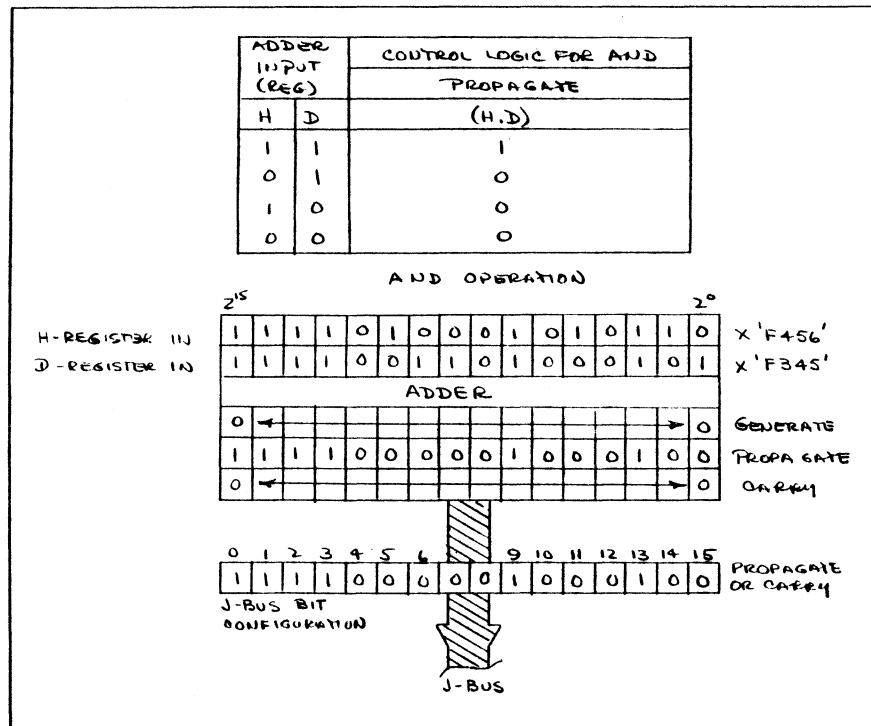 ADDER INPUT (REG)
CONTROL LOGIC FOR AND
PROPAGATE
H D (H.D)
1 1 1
0 1 0
1 0 0
0 0 0
AND OPERATION
2¹⁵ 2⁰
H-REGISTER IN 1 1 1 1 0 1 0 0 0 1 0 1 0 1 1 0 X'F456'
D-REGISTER IN 1 1 1 1 0 0 1 1 0 1 0 0 0 1 0 1 X'F345'
ADDER
0 0 GENERATE
1 1 1 1 0 0 0 0 0 1 0 0 0 1 0 0 PROPAGATE
0 0 CARRY
0 1 2 3 4 5 6 9 10 11 12 13 14 15
1 1 1 1 0 0 0 0 0 1 0 0 0 1 0 0 PROPAGATE OR CARRY
J-BUS BIT
CONFIGURATION
J-BUS